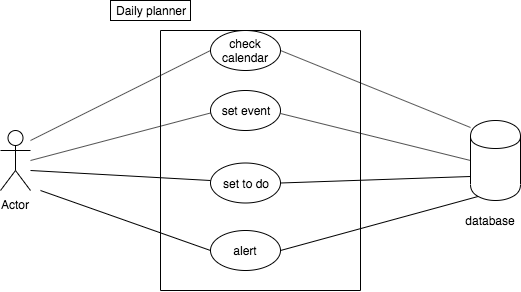 Daily planner
check
calendar
set event
set to do
alert
Actor
database